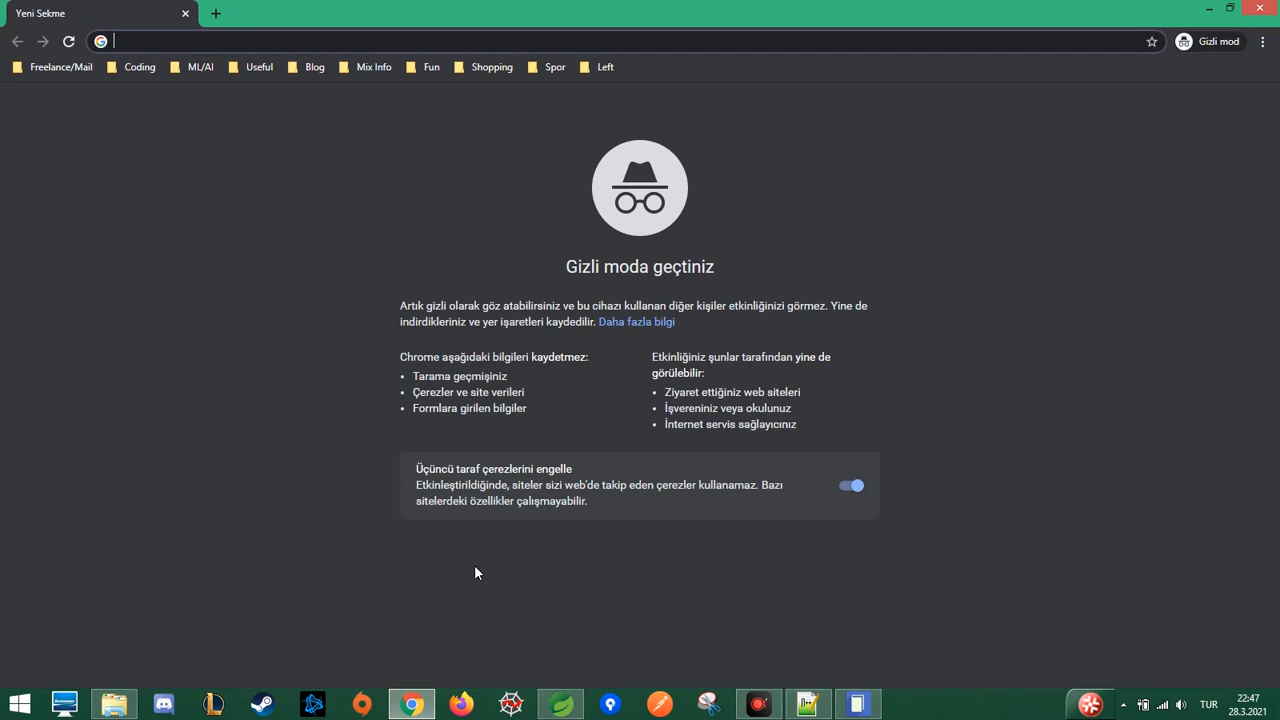 Yeni Sekme
Gizli mod
Freelance/Mail Coding ML/AI Useful Blog Mix Info Fun Shopping Spor Left
Gizli moda geçtiniz
Artık gizli olarak göz atabilirsiniz ve bu cihazı kullanan diğer kişiler etkinliğinizi görmez. Yine de
indirdikleriniz ve yer işaretleri kaydedilir. Daha fazla bilgi
Chrome aşağıdaki bilgileri kaydetmez:
Tarama geçmişiniz
Çerezler ve site verileri
Formlara girilen bilgiler
Etkinliğiniz şunlar tarafından yine de
görülebilir:
Ziyaret ettiğiniz web siteleri
İşvereniniz veya okulunuz
İnternet servis sağlayıcınız
Üçüncü taraf çerezlerini engelle
Etkinleştirildiğinde, siteler sizi web'de takip eden çerezler kullanamaz. Bazı
sitelerdeki özellikler çalışmayabilir.
TUR
22:47
28.3.2021